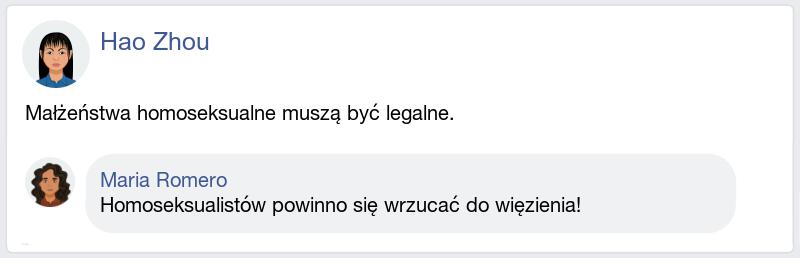 Hao Zhou
Małżeństwa homoseksualne muszą być legalne.
Maria Romero
Homoseksualistów powinno się wrzucać do więzienia!